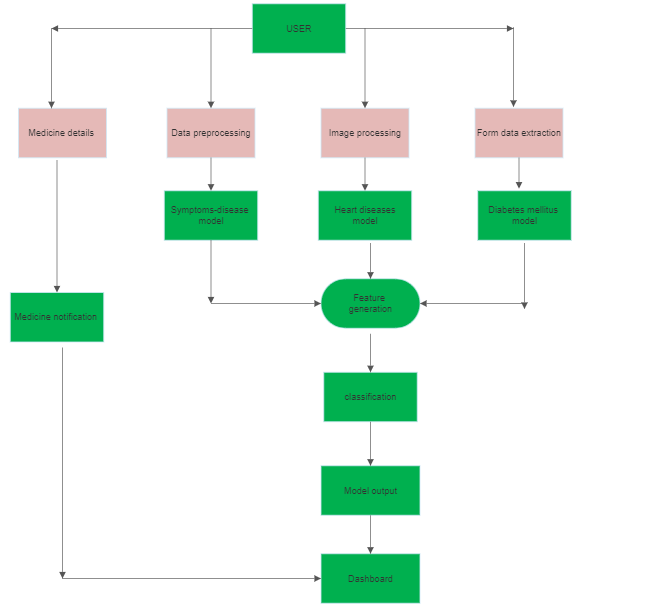 USER
Medicine details
Data preprocessing
Image processing
Form data extraction
Symptoms-disease
model
Heart diseases
model
Diabetes mellitus
model
Medicine notification
Feature
generation
classification
Model output
Dashboard